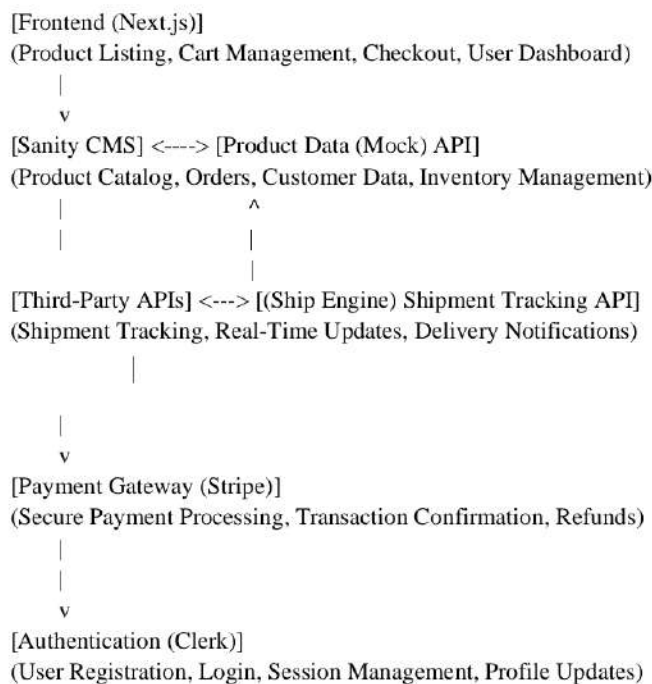 [Frontend (Next.js)]
(Product Listing, Cart Management, Checkout, User Dashboard)
|
v
[Sanity CMS] <----> [Product Data (Mock) API]
(Product Catalog, Orders, Customer Data, Inventory Management)
| ^
| |
|
[Third-Party APIs] <---> [(Ship Engine) Shipment Tracking API]
(Shipment Tracking, Real-Time Updates, Delivery Notifications)
|
|
v
[Payment Gateway (Stripe)]
(Secure Payment Processing, Transaction Confirmation, Refunds)
|
|
v
[Authentication (Clerk)]
(User Registration, Login, Session Management, Profile Updates)